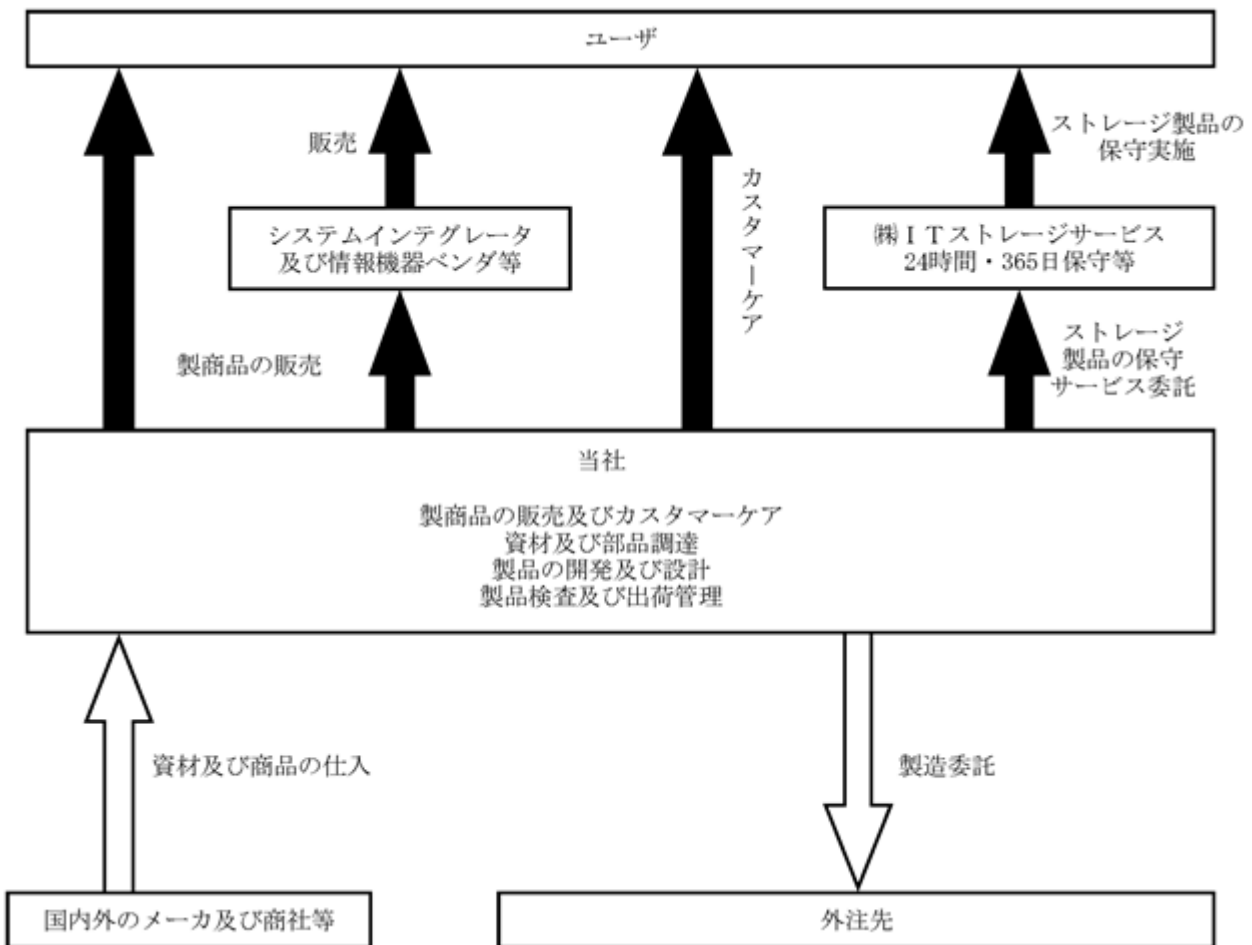 ユーザ
販売
ストレージ製品の
保守実施
カスタマーケア
システムインテグレータ
及び情報機器ベンダ等
㈱ＩＴストレージサービス
24時間・365日保守等
製商品の販売
ストレージ
製品の保守
サービス委託
当社
製商品の販売及びカスタマーケア
資材及び部品調達
製品の開発及び設計
製品検査及び出荷管理
資材及び商品の仕入
製造委託
国内外のメーカ及び商社等
外注先